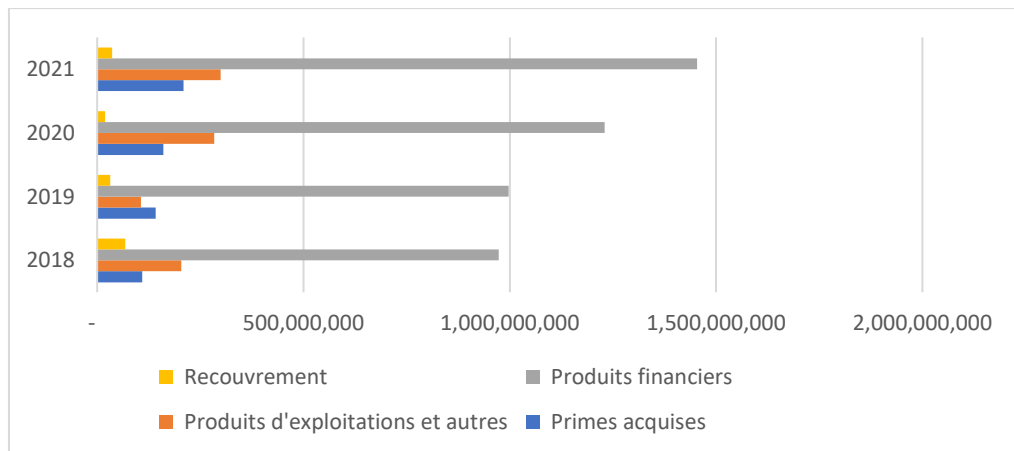 2021
2020
2019
2018
- 500,000,000 1,000,000,000 1,500,000,000 2,000,000,000
Recouvrement Produits financiers
Produits d'exploitations et autres Primes acquises